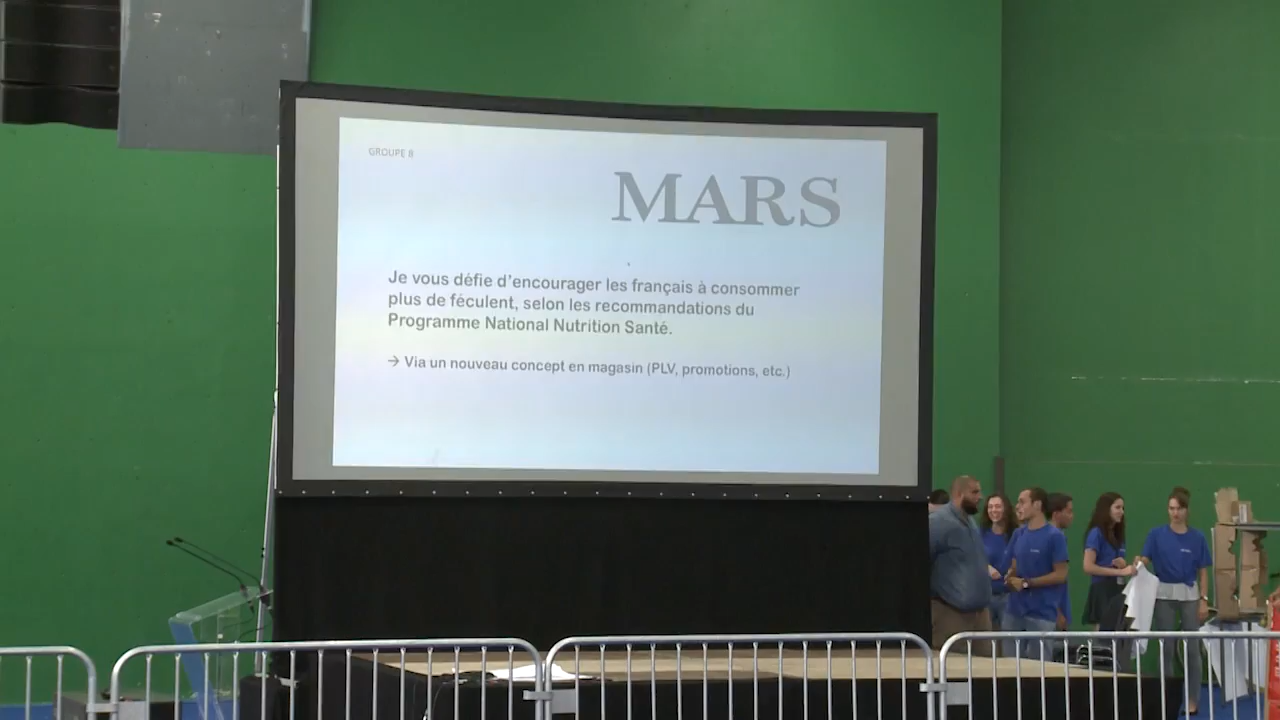 GROUPE 8
MARS
Je vous défie d'encourager les français à consommer
plus de féculent, selon les recommandations du
Programme National Nutrition Santé.
→ Via un nouveau concept en magasin (PLV, promotions, etc.)